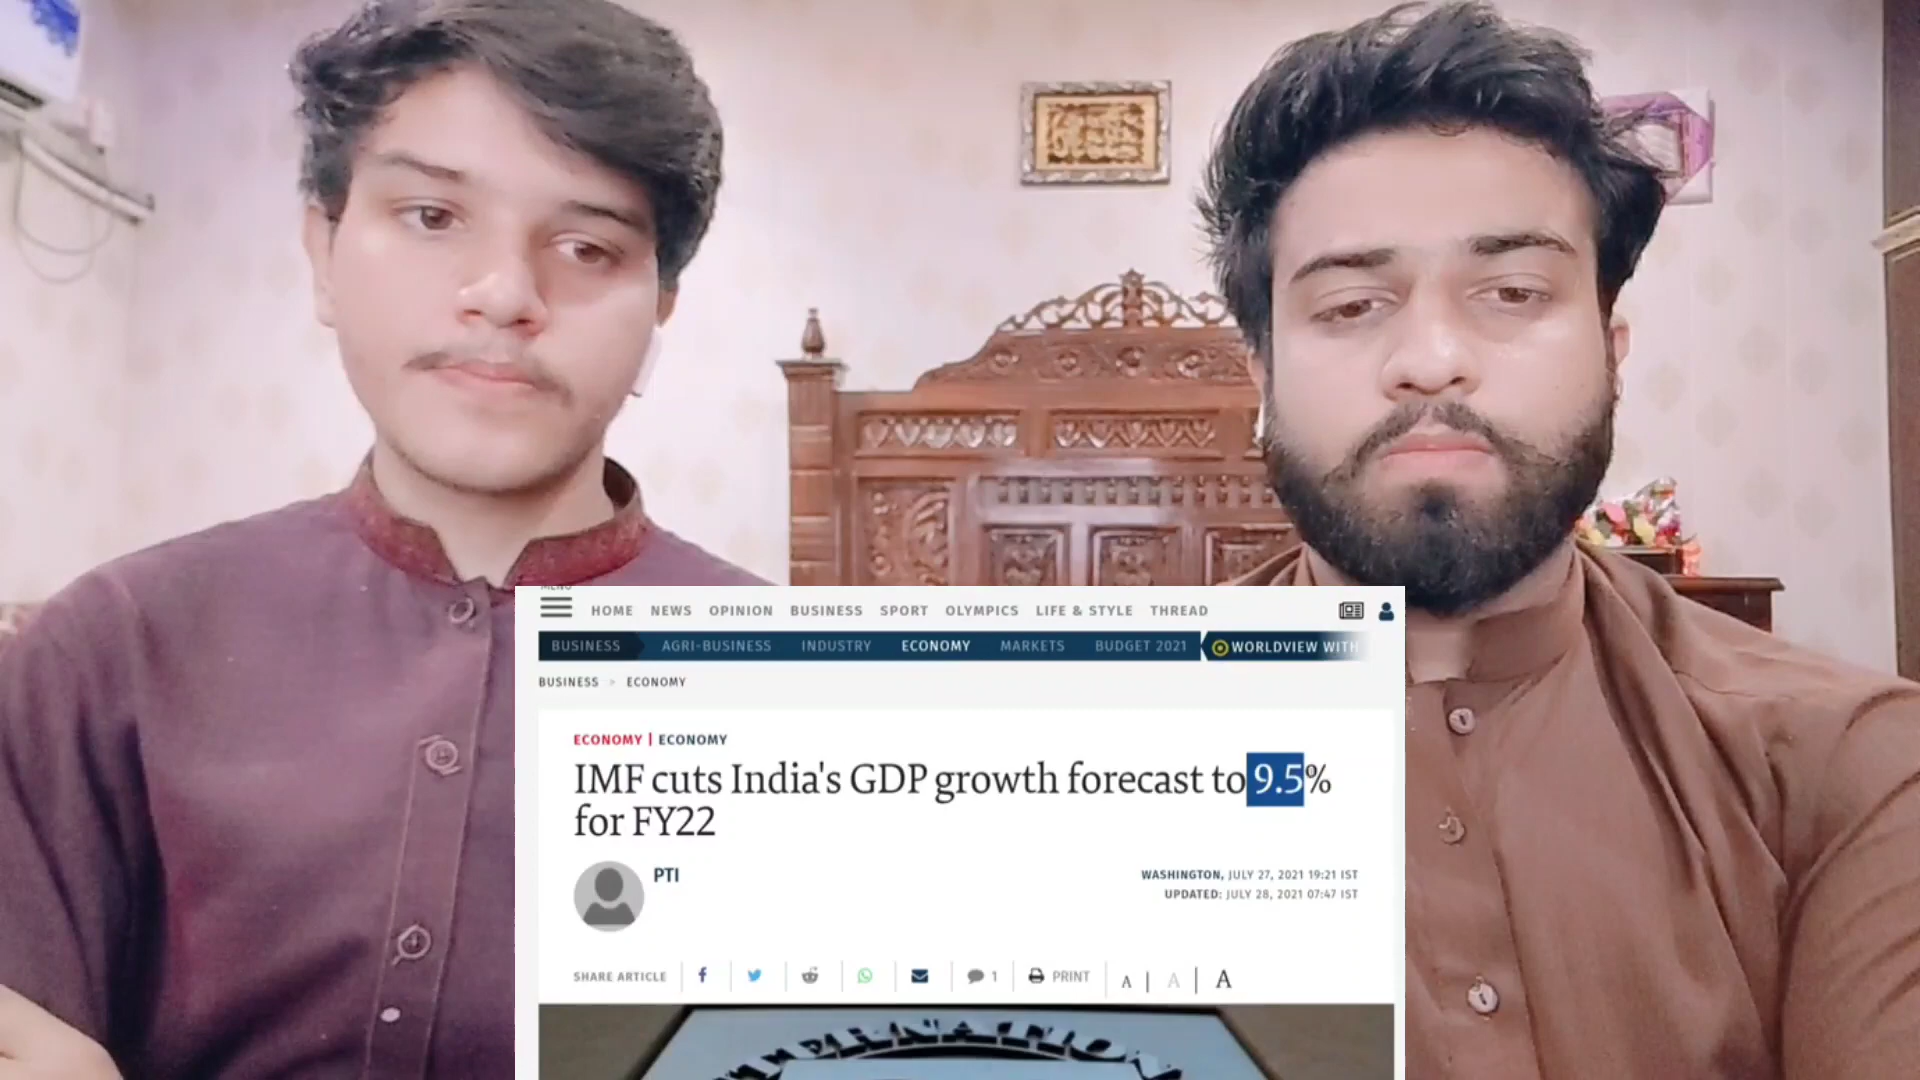 MENU
HOME NEWS OPINION BUSINESS SPORT OLYMPICS LIFE & STYLE THREAD
BUSINESS AGRI-BUSINESS INDUSTRY ECONOMY MARKETS BUDGET 2021 WORLDVIEW WITH
BUSINESS > ECONOMY
ECONOMY | ECONOMY
IMF cuts India's GDP growth forecast to 9.5%
for FY22
PTI
WASHINGTON, JULY 27, 2021 19:21 IST
UPDATED: JULY 28, 2021 07:47 IST
SHARE ARTICLE 1 PRINT A | A | A